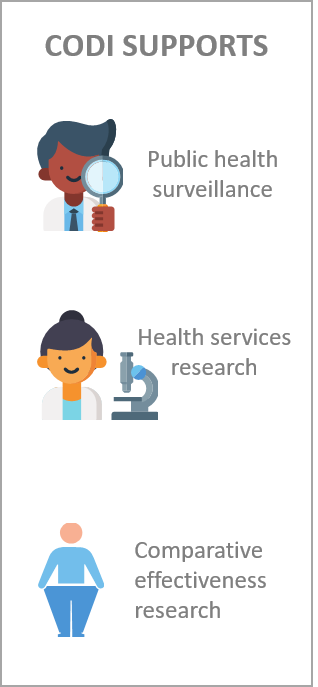 CODI SUPPORTS
Public health
surveillance
Health services
research
Comparative
effectiveness
research